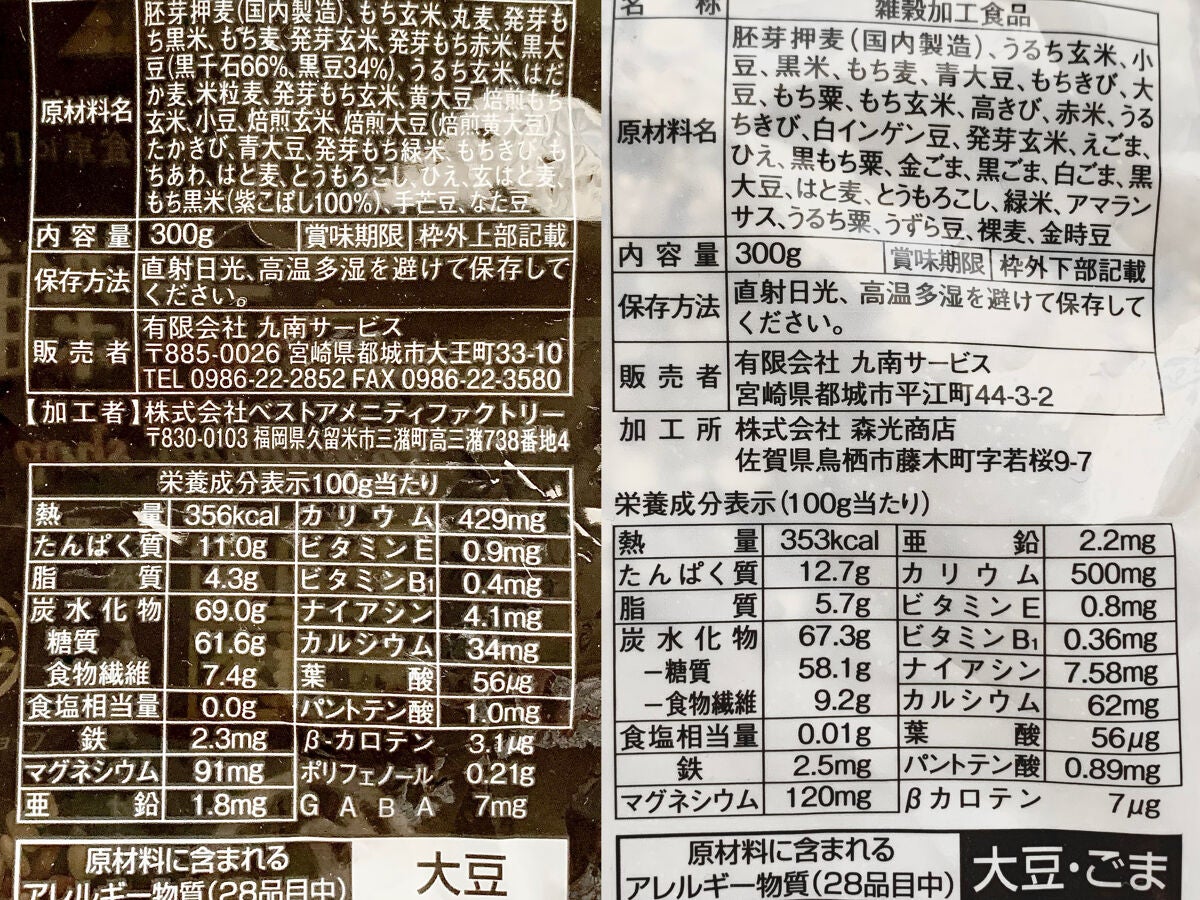 胚芽押麦(国内製造)、もち玄米、丸麦、発芽も
ち黒米、もち麦、発芽玄米、発芽もち赤米、黒大
豆(黒千石66%、黒豆34%)、うるち玄米、はだ
か麦、米粒麦、発芽もち玄米、黄大豆、焙煎もち
玄米、小豆、焙煎玄米、焙煎大豆(焙煎黄大豆)、
たかきび、青大豆、発芽もち緑米、もちきび、も
ちあわ、はと麦、とうもろこし、ひえ、玄はと麦、
もち黒米(紫こぼし100%)、手芒豆、なた豆
原材料名
内容量 300g 賞味期限 枠外上部記載
保存方法 直射日光、高温多湿を避けて保存して
ください。
販売者 有限会社 九南サービス
〒885-0026 宮崎県都城市大王町33-10
TEL 0986-22-2852 FAX 0986-22-3580
【加工者】株式会社ベストアメニティファクトリー
〒830-0103 福岡県久留米市三潴町高三潴738番地4
栄養成分表示100g当たり
熱量 356kcal カリウム 429mg
たんぱく質 11.0g ビタミンE 0.9mg
脂質 4.3g ビタミンB1 0.4mg
炭水化物 69.0g ナイアシン 4.1mg
糖質 61.6g カルシウム 34mg
食物繊維 7.4g 葉酸 56μg
食塩相当量 0.0g パントテン酸 1.0mg
鉄 2.3mg β-カロテン 3.1μg
マグネシウム 91mg ポリフェノール 0.21g
亜鉛 1.8mg GABA 7mg
原材料に含まれる
アレルギー物質(28品目中) 大豆
名称 雑穀加工食品
胚芽押麦(国内製造)、うるち玄米、小
豆、黒米、もち麦、青大豆、もちきび、大
豆、もち粟、もち玄米、高きび、赤米、うる
ちきび、白インゲン豆、発芽玄米、えごま、
ひえ、黒もち粟、金ごま、黒ごま、白ごま、黒
大豆、はと麦、とうもろこし、緑米、アマラン
サス、うるち粟、うずら豆、裸麦、金時豆
原材料名
内容量 300g 賞味期限 枠外下部記載
保存方法 直射日光、高温多湿を避けて保存して
ください。
販売者 有限会社 九南サービス
宮崎県都城市平江町44-3-2
加工所 株式会社 森光商店
佐賀県鳥栖市藤木町字若桜9-7
栄養成分表示(100g当たり)
熱量 353kcal 亜鉛 2.2mg
たんぱく質 12.7g カリウム 500mg
脂質 5.7g ビタミンE 0.8mg
炭水化物 67.3g ビタミンB1 0.36mg
−糖質 58.1g ナイアシン 7.58mg
−食物繊維 9.2g カルシウム 62mg
食塩相当量 0.01g 葉酸 56μg
鉄 2.5mg パントテン酸 0.89mg
マグネシウム 120mg βカロテン 7μg
原材料に含まれる
アレルギー物質(28品目中) 大豆・ごま